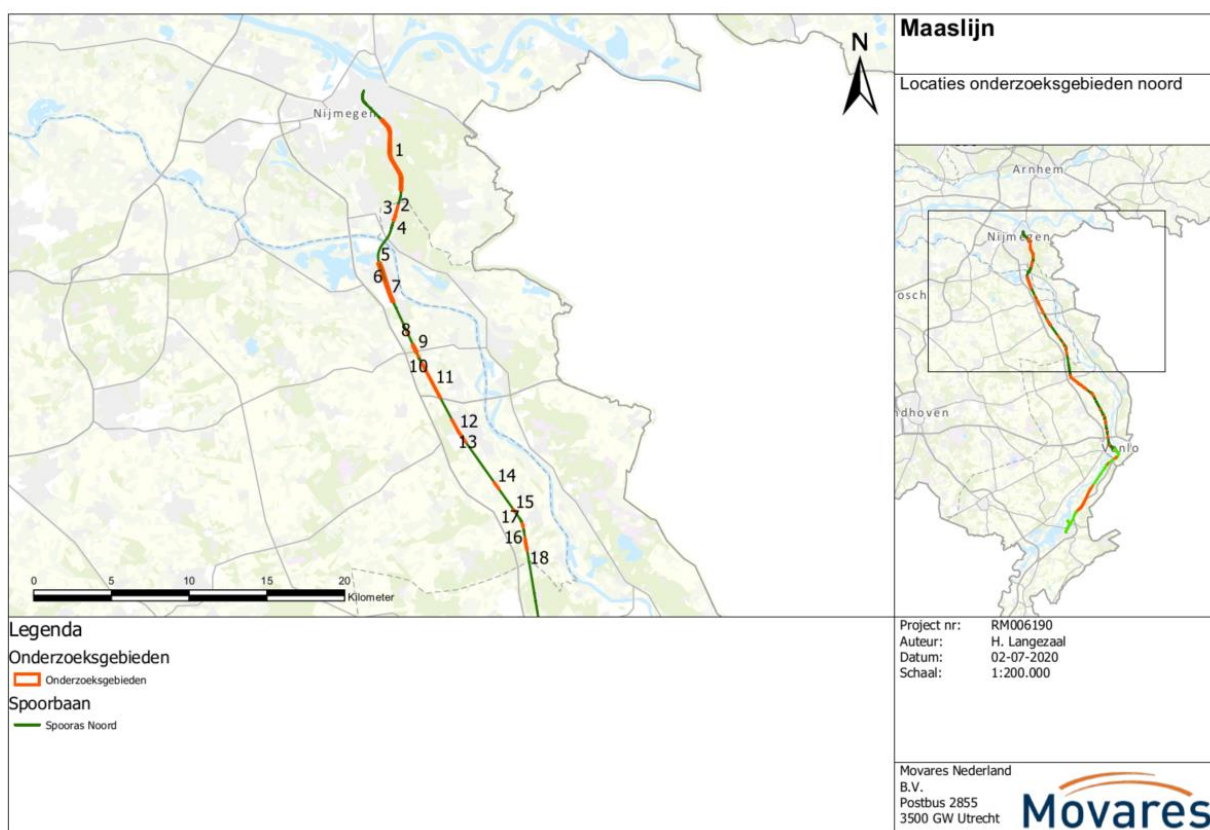 Maaslijn
Locaties onderzoeksgebieden noord
N
Nijmegen
1
2
3
4
5
6
7
8
9
10
11
12
13
14
15
17
16
18
0 5 10 15 20
Kilometer
Arnhem
Nijmegen
osch
ndhoven
Venlo
Legenda
Onderzoeksgebieden
Onderzoeksgebieden
Spoorbaan
Spooras Noord
Project nr: RM006190
Auteur: H. Langezaal
Datum: 02-07-2020
Schaal: 1:200.000
Movares Nederland
B.V.
Postbus 2855
3500 GW Utrecht
Movares